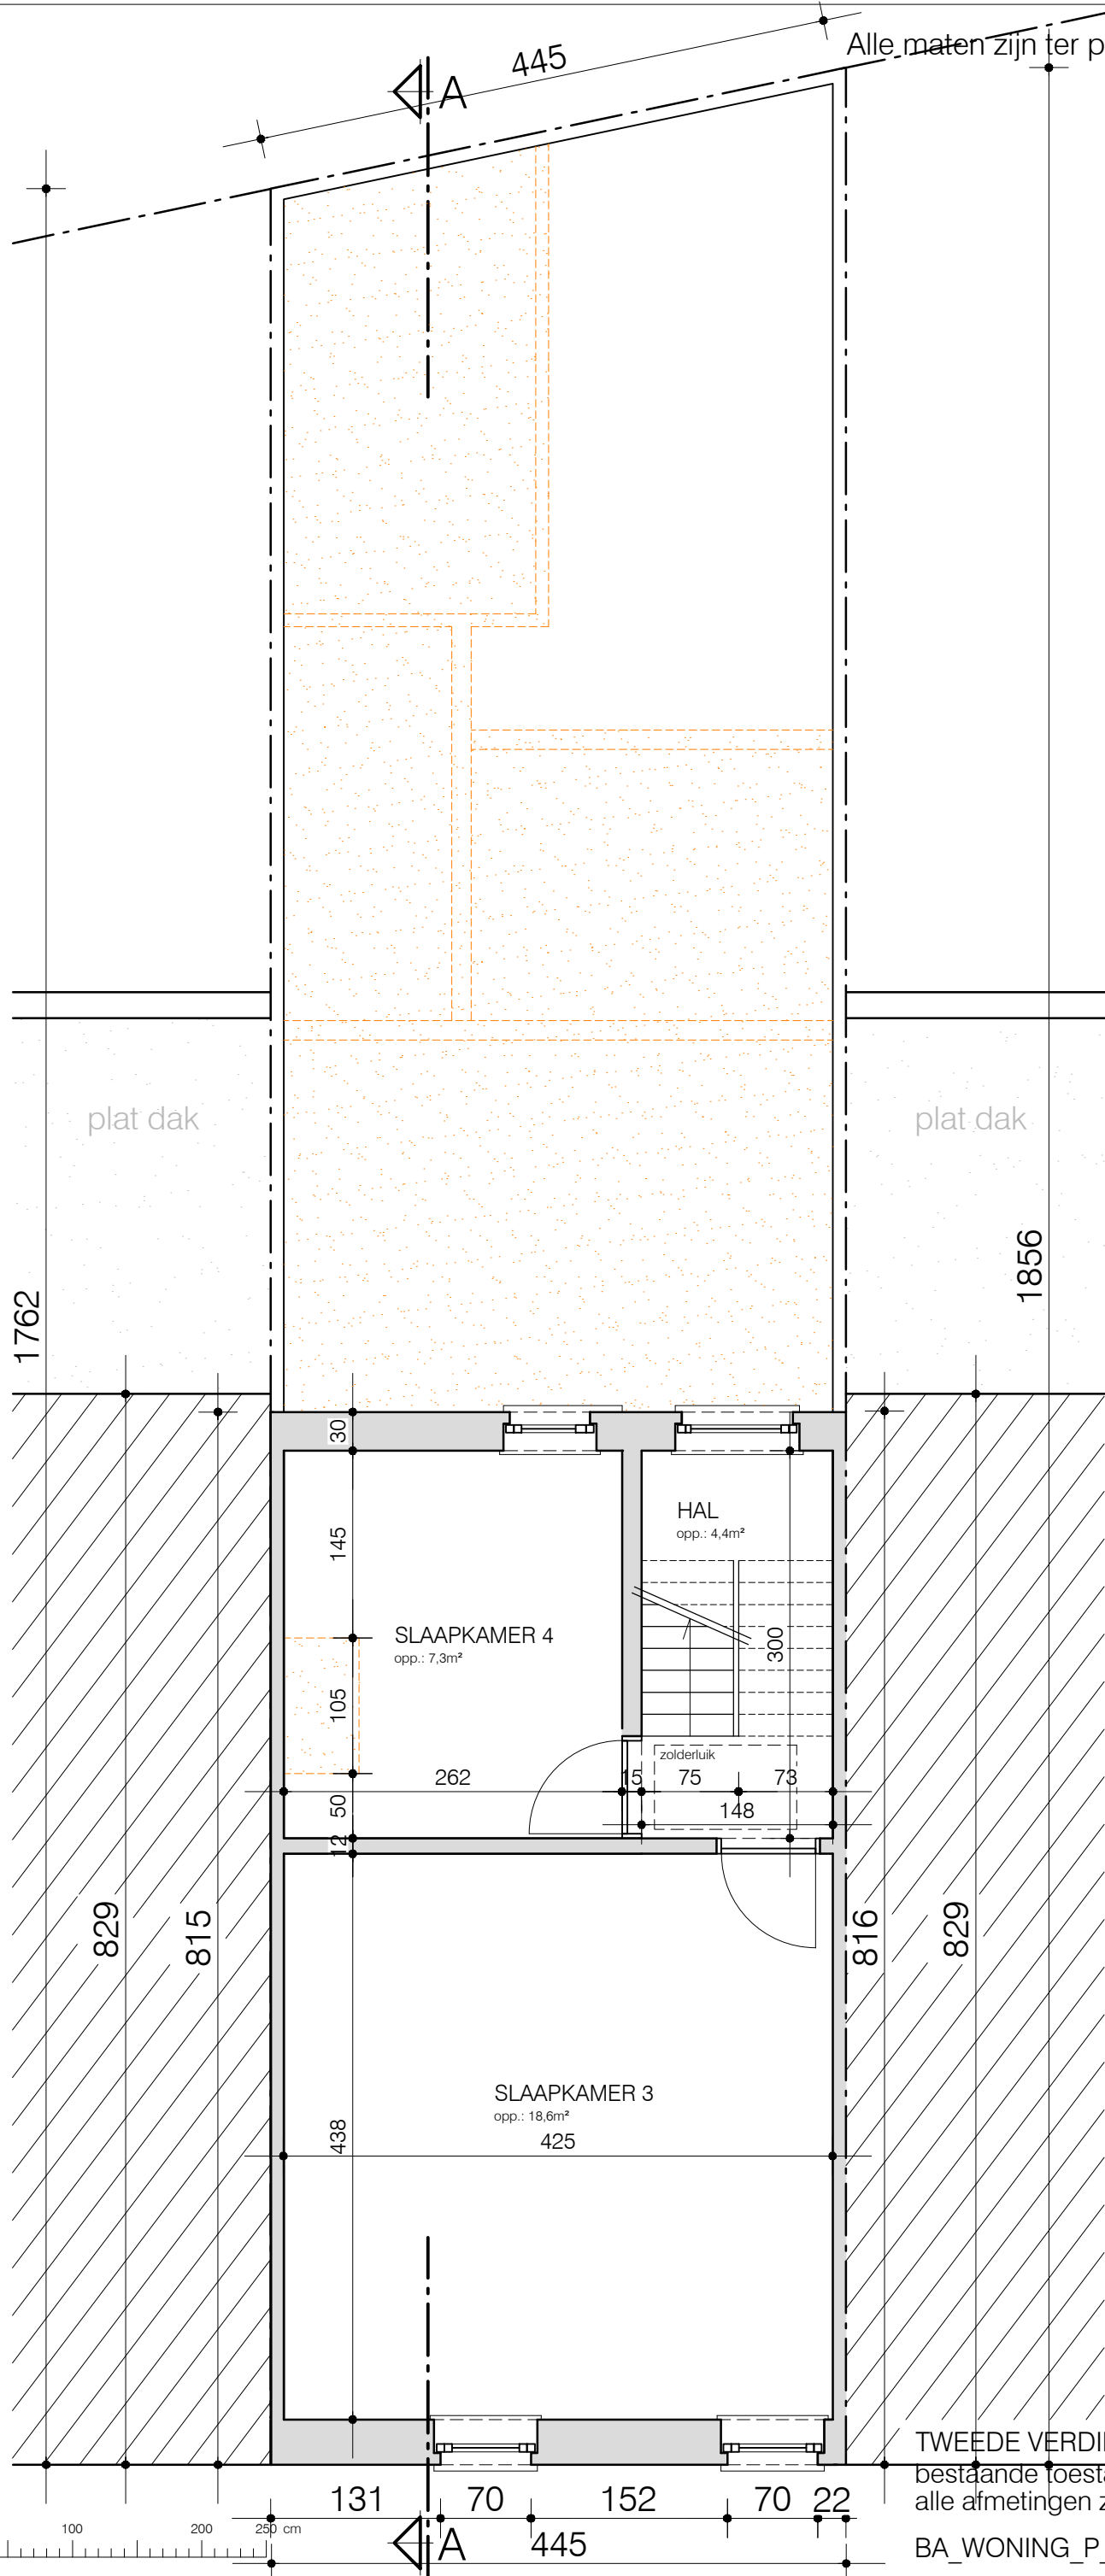 Alle maten zijn ter p
445
A
plat dak
plat dak
1762
1856
30
145
HAL
opp.: 4,4m²
SLAAPKAMER 4
opp.: 7,3m²
300
105
zolderluik
262
15
75
73
50
148
12
829
815
816
829
SLAAPKAMER 3
opp.: 18,6m²
438
425
TWEEDE VERDI
bestaande toest
alle afmetingen z
131
70
152
70
22
100
200
250 cm
A
445
BA_WONING_P_